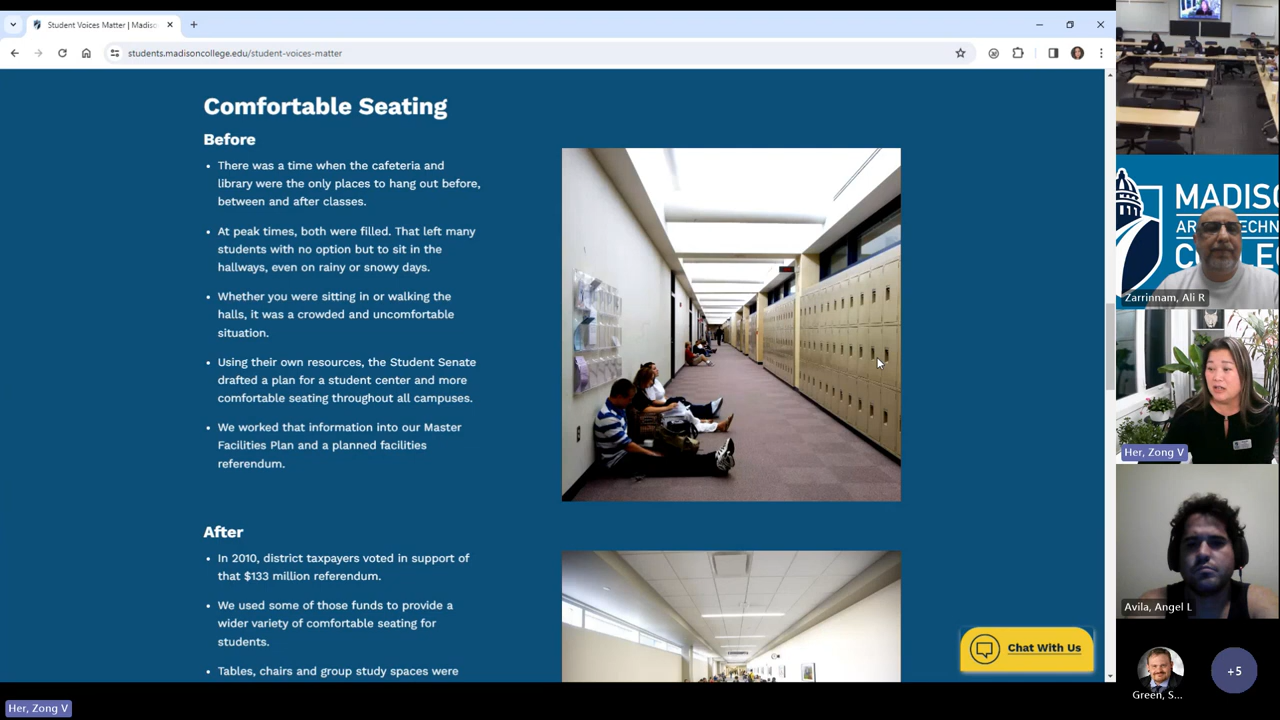 Student Voices Matter | Madiso
students.madisoncollege.edu/student-voices-matter
Comfortable Seating
Before
• There was a time when the cafeteria and
library were the only places to hang out before,
between and after classes.
• At peak times, both were filled. That left many
students with no option but to sit in the
hallways, even on rainy or snowy days.
• Whether you were sitting in or walking the
halls, it was a crowded and uncomfortable
situation.
• Using their own resources, the Student Senate
drafted a plan for a student center and more
comfortable seating throughout all campuses.
• We worked that information into our Master
Facilities Plan and a planned facilities
referendum.
After
• In 2010, district taxpayers voted in support of
that $133 million referendum.
• We used some of those funds to provide a
wider variety of comfortable seating for
students.
• Tables, chairs and group study spaces were
Chat With Us
MADIS
COL
Zarrinnam, Ali R
Her, Zong V
Avila, Angel L
Green, S...
+5
Her, Zong V